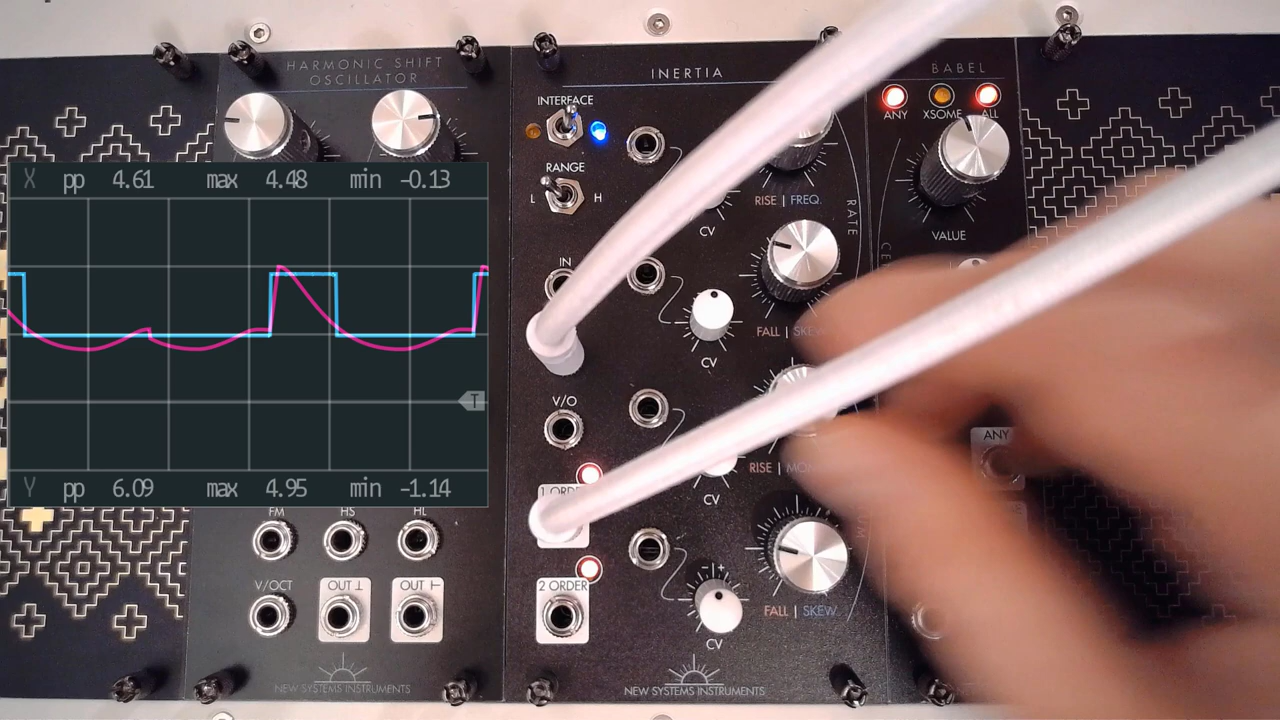 HARMONIC SHIFT
OSCILLATOR
INERTIA
BABEL
INTERFACE
ANY XSOME ALL
RANGE
L H
RISE | FREQ.
RATE
CV
VALUE
IN
X pp 4.61 max 4.48 min -0.13
FALL | SKEW
CV
T
V/O
ANY
RISE |
CV
Y pp 6.09 max 4.95 min -1.14
1 ORDER
FM HS HL
V/OCT OUT ⊥ OUT ⊢
2 ORDER
- | +
FALL | SKEW
CV
NEW SYSTEMS INSTRUMENTS
NEW SYSTEMS INSTRUMENTS